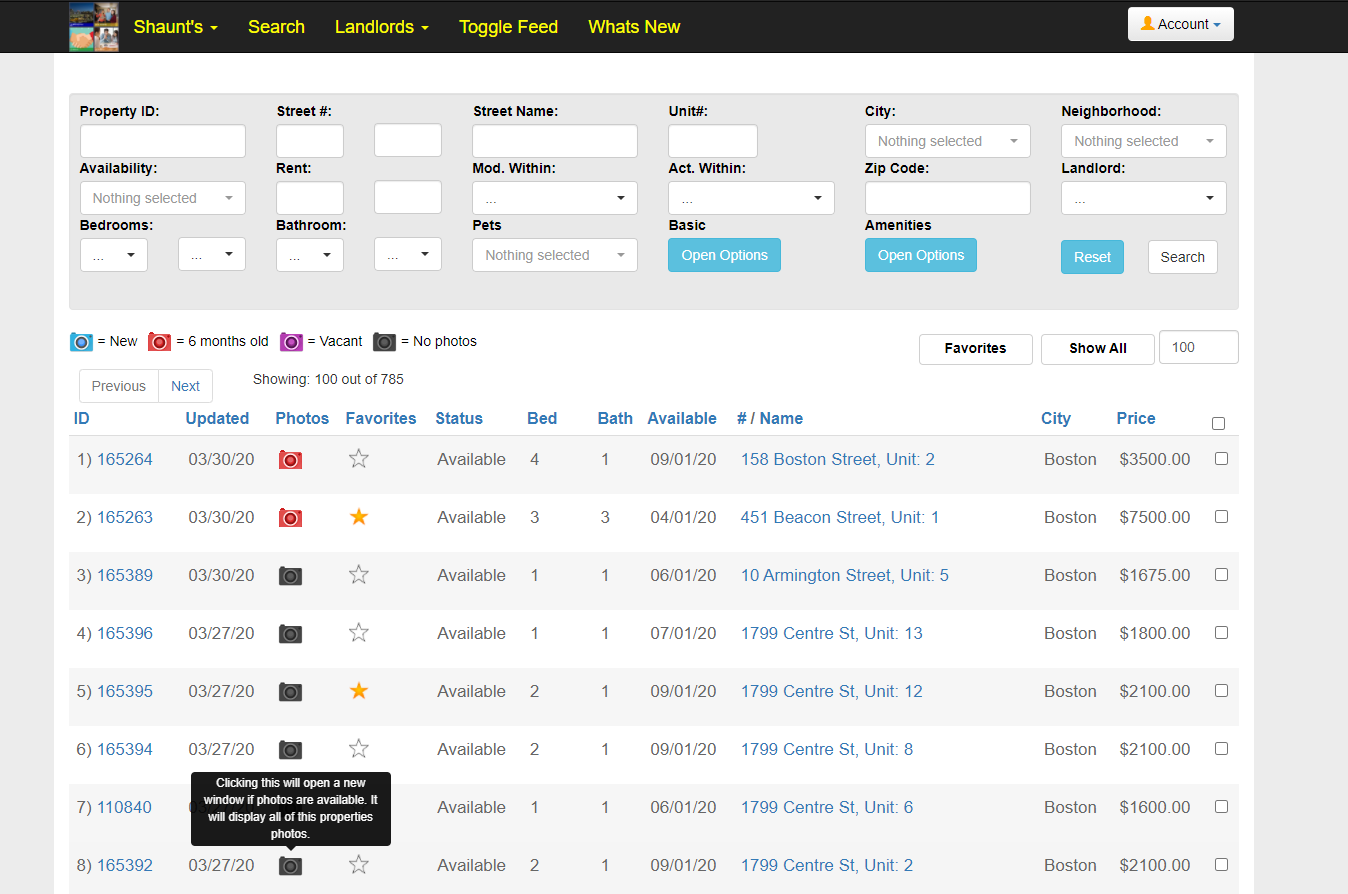 Shaunt's Search Landlords Toggle Feed Whats New Account
Property ID: Street #: Street Name: Unit#: City: Neighborhood:
Nothing selected Nothing selected
Availability: Rent: Mod. Within: Act. Within: Zip Code: Landlord:
Nothing selected ... ... ...
Bedrooms: Bathroom: Pets Basic Amenities
... ... ... ... Nothing selected Open Options Open Options Reset Search
= New = 6 months old = Vacant = No photos Favorites Show All 100
Previous Next Showing: 100 out of 785
ID Updated Photos Favorites Status Bed Bath Available # / Name City Price
1) 165264 03/30/20 Available 4 1 09/01/20 158 Boston Street, Unit: 2 Boston $3500.00
2) 165263 03/30/20 Available 3 3 04/01/20 451 Beacon Street, Unit: 1 Boston $7500.00
3) 165389 03/30/20 Available 1 1 06/01/20 10 Armington Street, Unit: 5 Boston $1675.00
4) 165396 03/27/20 Available 1 1 07/01/20 1799 Centre St, Unit: 13 Boston $1800.00
5) 165395 03/27/20 Available 2 1 09/01/20 1799 Centre St, Unit: 12 Boston $2100.00
6) 165394 03/27/20 Available 2 1 09/01/20 1799 Centre St, Unit: 8 Boston $2100.00
Clicking this will open a new
window if photos are available. It
will display all of this properties
photos.
7) 110840 Available 1 1 06/01/20 1799 Centre St, Unit: 6 Boston $1600.00
8) 165392 03/27/20 Available 2 1 09/01/20 1799 Centre St, Unit: 2 Boston $2100.00